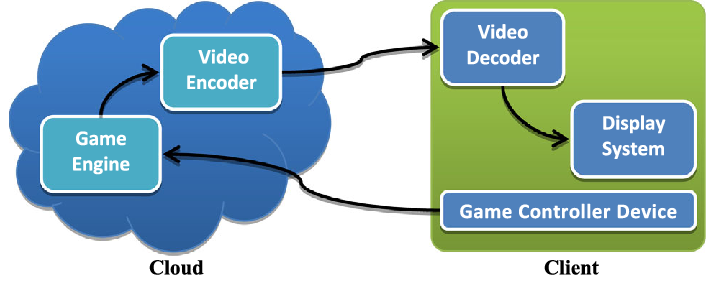 Video
Encoder
Game
Engine
Video
Decoder
Display
System
Game Controller Device
Cloud
Client